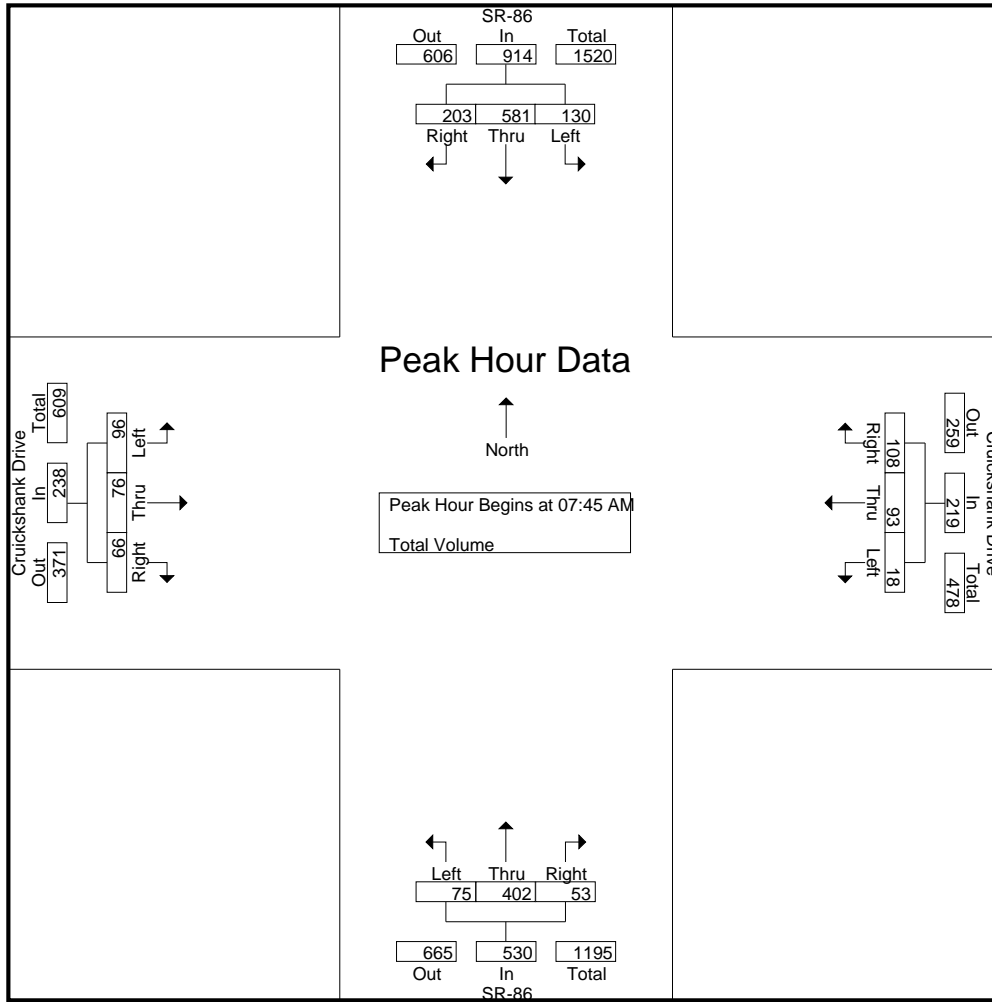 SR-86
Out In Total
606 914 1520
203 581 130
Right Thru Left
Peak Hour Data
North
Peak Hour Begins at 07:45 AM
Total Volume
Cruickshank Drive
Total In Out
609 238 371
96 76 66
Left Thru Right
Cruickshank Drive
Out In Total
259 219 478
108 93 18
Right Thru Left
Left Thru Right
75 402 53
665 530 1195
Out In Total
SR-86